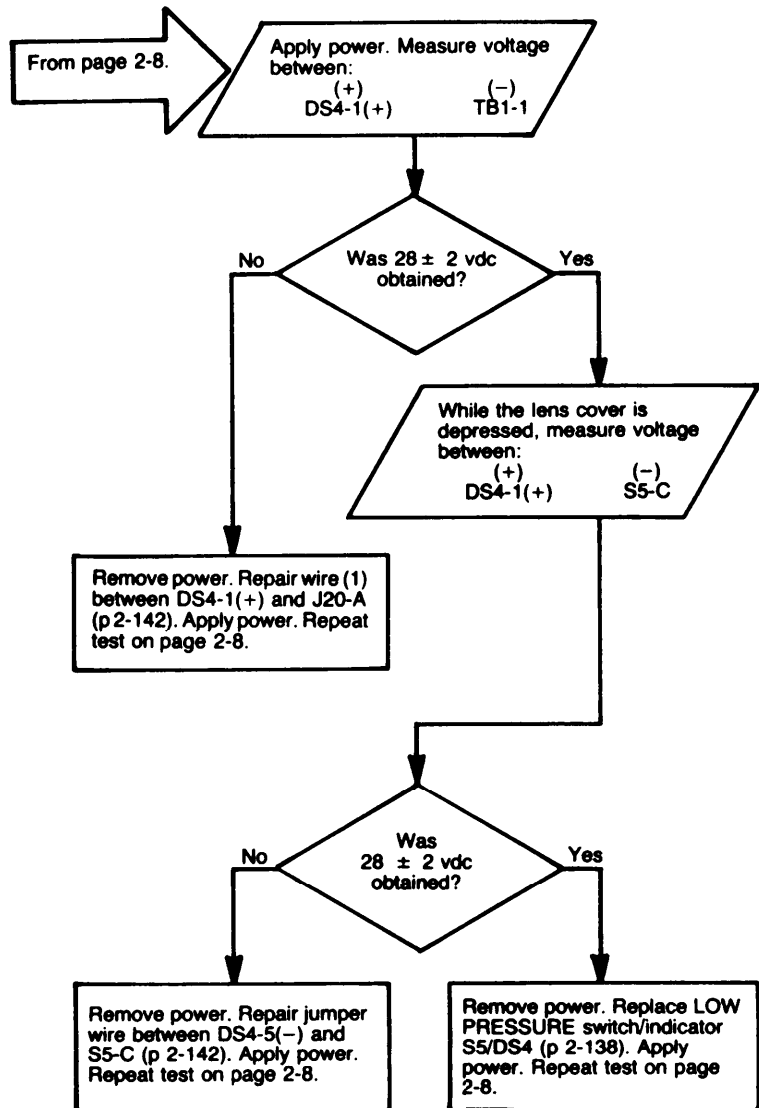 From page 2-8.
Apply power. Measure voltage
between:
(+) (−)
DS4-1(+) TB1-1
No
Was 28 ± 2 vdc
obtained?
Yes
While the lens cover is
depressed, measure voltage
between:
(+) (−)
DS4-1(+) S5-C
Remove power. Repair wire (1)
between DS4-1(+) and J20-A
(p 2-142). Apply power. Repeat
test on page 2-8.
No
Was
28 ± 2 vdc
obtained?
Yes
Remove power. Repair jumper
wire between DS4-5(−) and
S5-C (p 2-142). Apply power.
Repeat test on page 2-8.
Remove power. Replace LOW
PRESSURE switch/indicator
S5/DS4 (p 2-138). Apply
power. Repeat test on page
2-8.